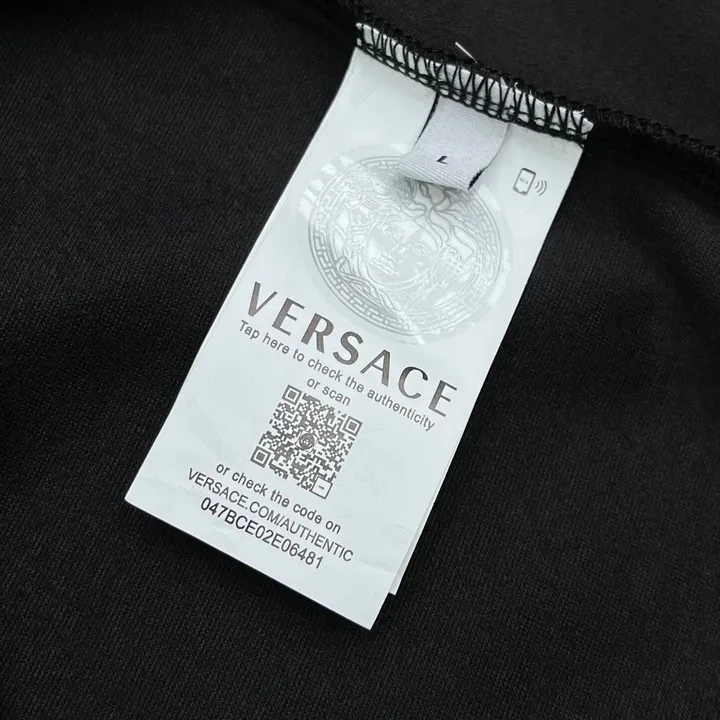 L
VERSACE
Tap here to check the authenticity
or scan
or check the code on
VERSACE.COM/AUTHENTIC
047BCE02E06481